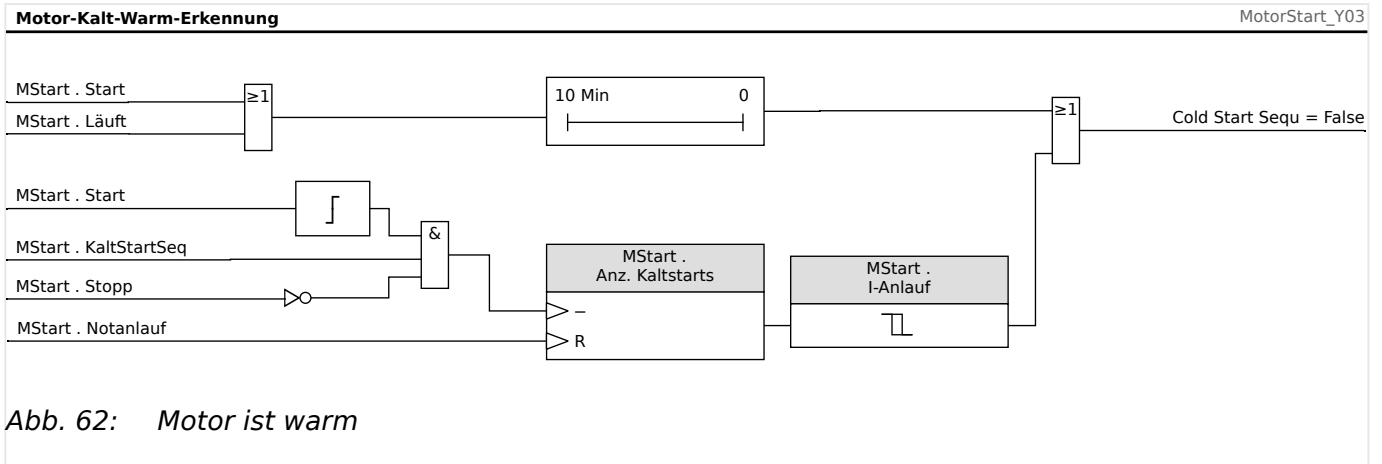 Motor-Kalt-Warm-Erkennung
MotorStart_Y03
MStart . Start
≥1
MStart . Läuft
10 Min 0
≥1
Cold Start Sequ = False
MStart . Start
MStart . KaltStartSeq
&
MStart . Stopp
MStart . Notanlauf
MStart .
Anz. Kaltstarts
−
R
MStart .
I-Anlauf
Abb. 62: Motor ist warm